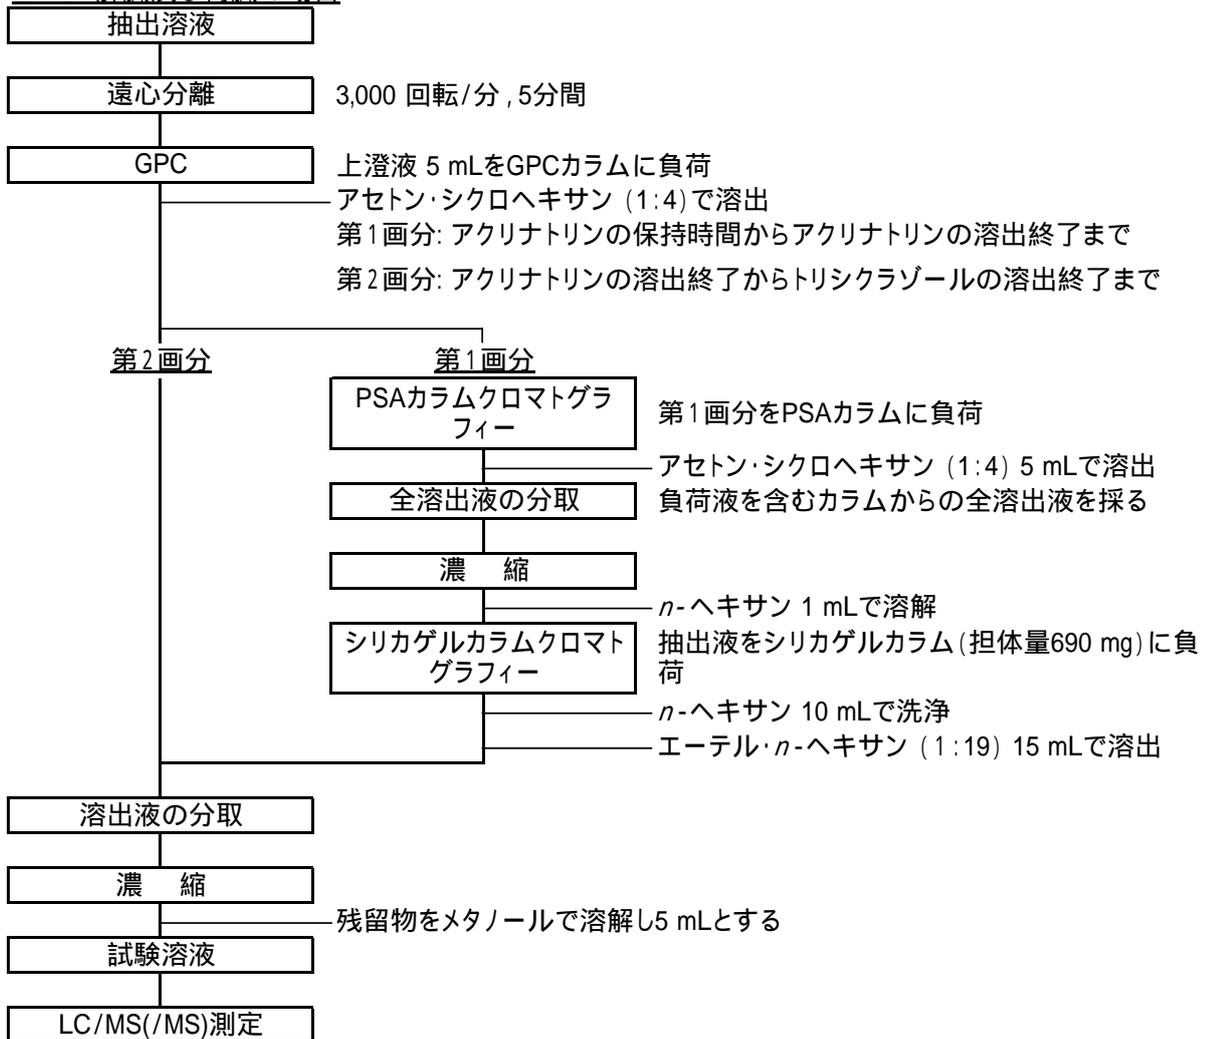 抽出溶液
遠心分離
3,000 回転/分 , 5分間
GPC
上澄液 5 mLをGPCカラムに負荷
アセトン・シクロヘキサン (1:4)で溶出
第1画分: アクリナトリンの保持時間からアクリナトリンの溶出終了まで
第2画分: アクリナトリンの溶出終了からトリシクラゾールの溶出終了まで
第2画分
第1画分
PSAカラムクロマトグラ
フィー
第1画分をPSAカラムに負荷
アセトン・シクロヘキサン (1:4) 5 mLで溶出
全溶出液の分取
負荷液を含むカラムからの全溶出液を採る
濃 縮
n-ヘキサン 1 mLで溶解
シリカゲルカラムクロマト
グラフィー
抽出液をシリカゲルカラム(担体量690 mg)に負
荷
n-ヘキサン 10 mLで洗浄
エーテル・n-ヘキサン (1:19) 15 mLで溶出
溶出液の分取
濃 縮
残留物をメタノールで溶解し5 mLとする
試験溶液
LC/MS(/MS)測定